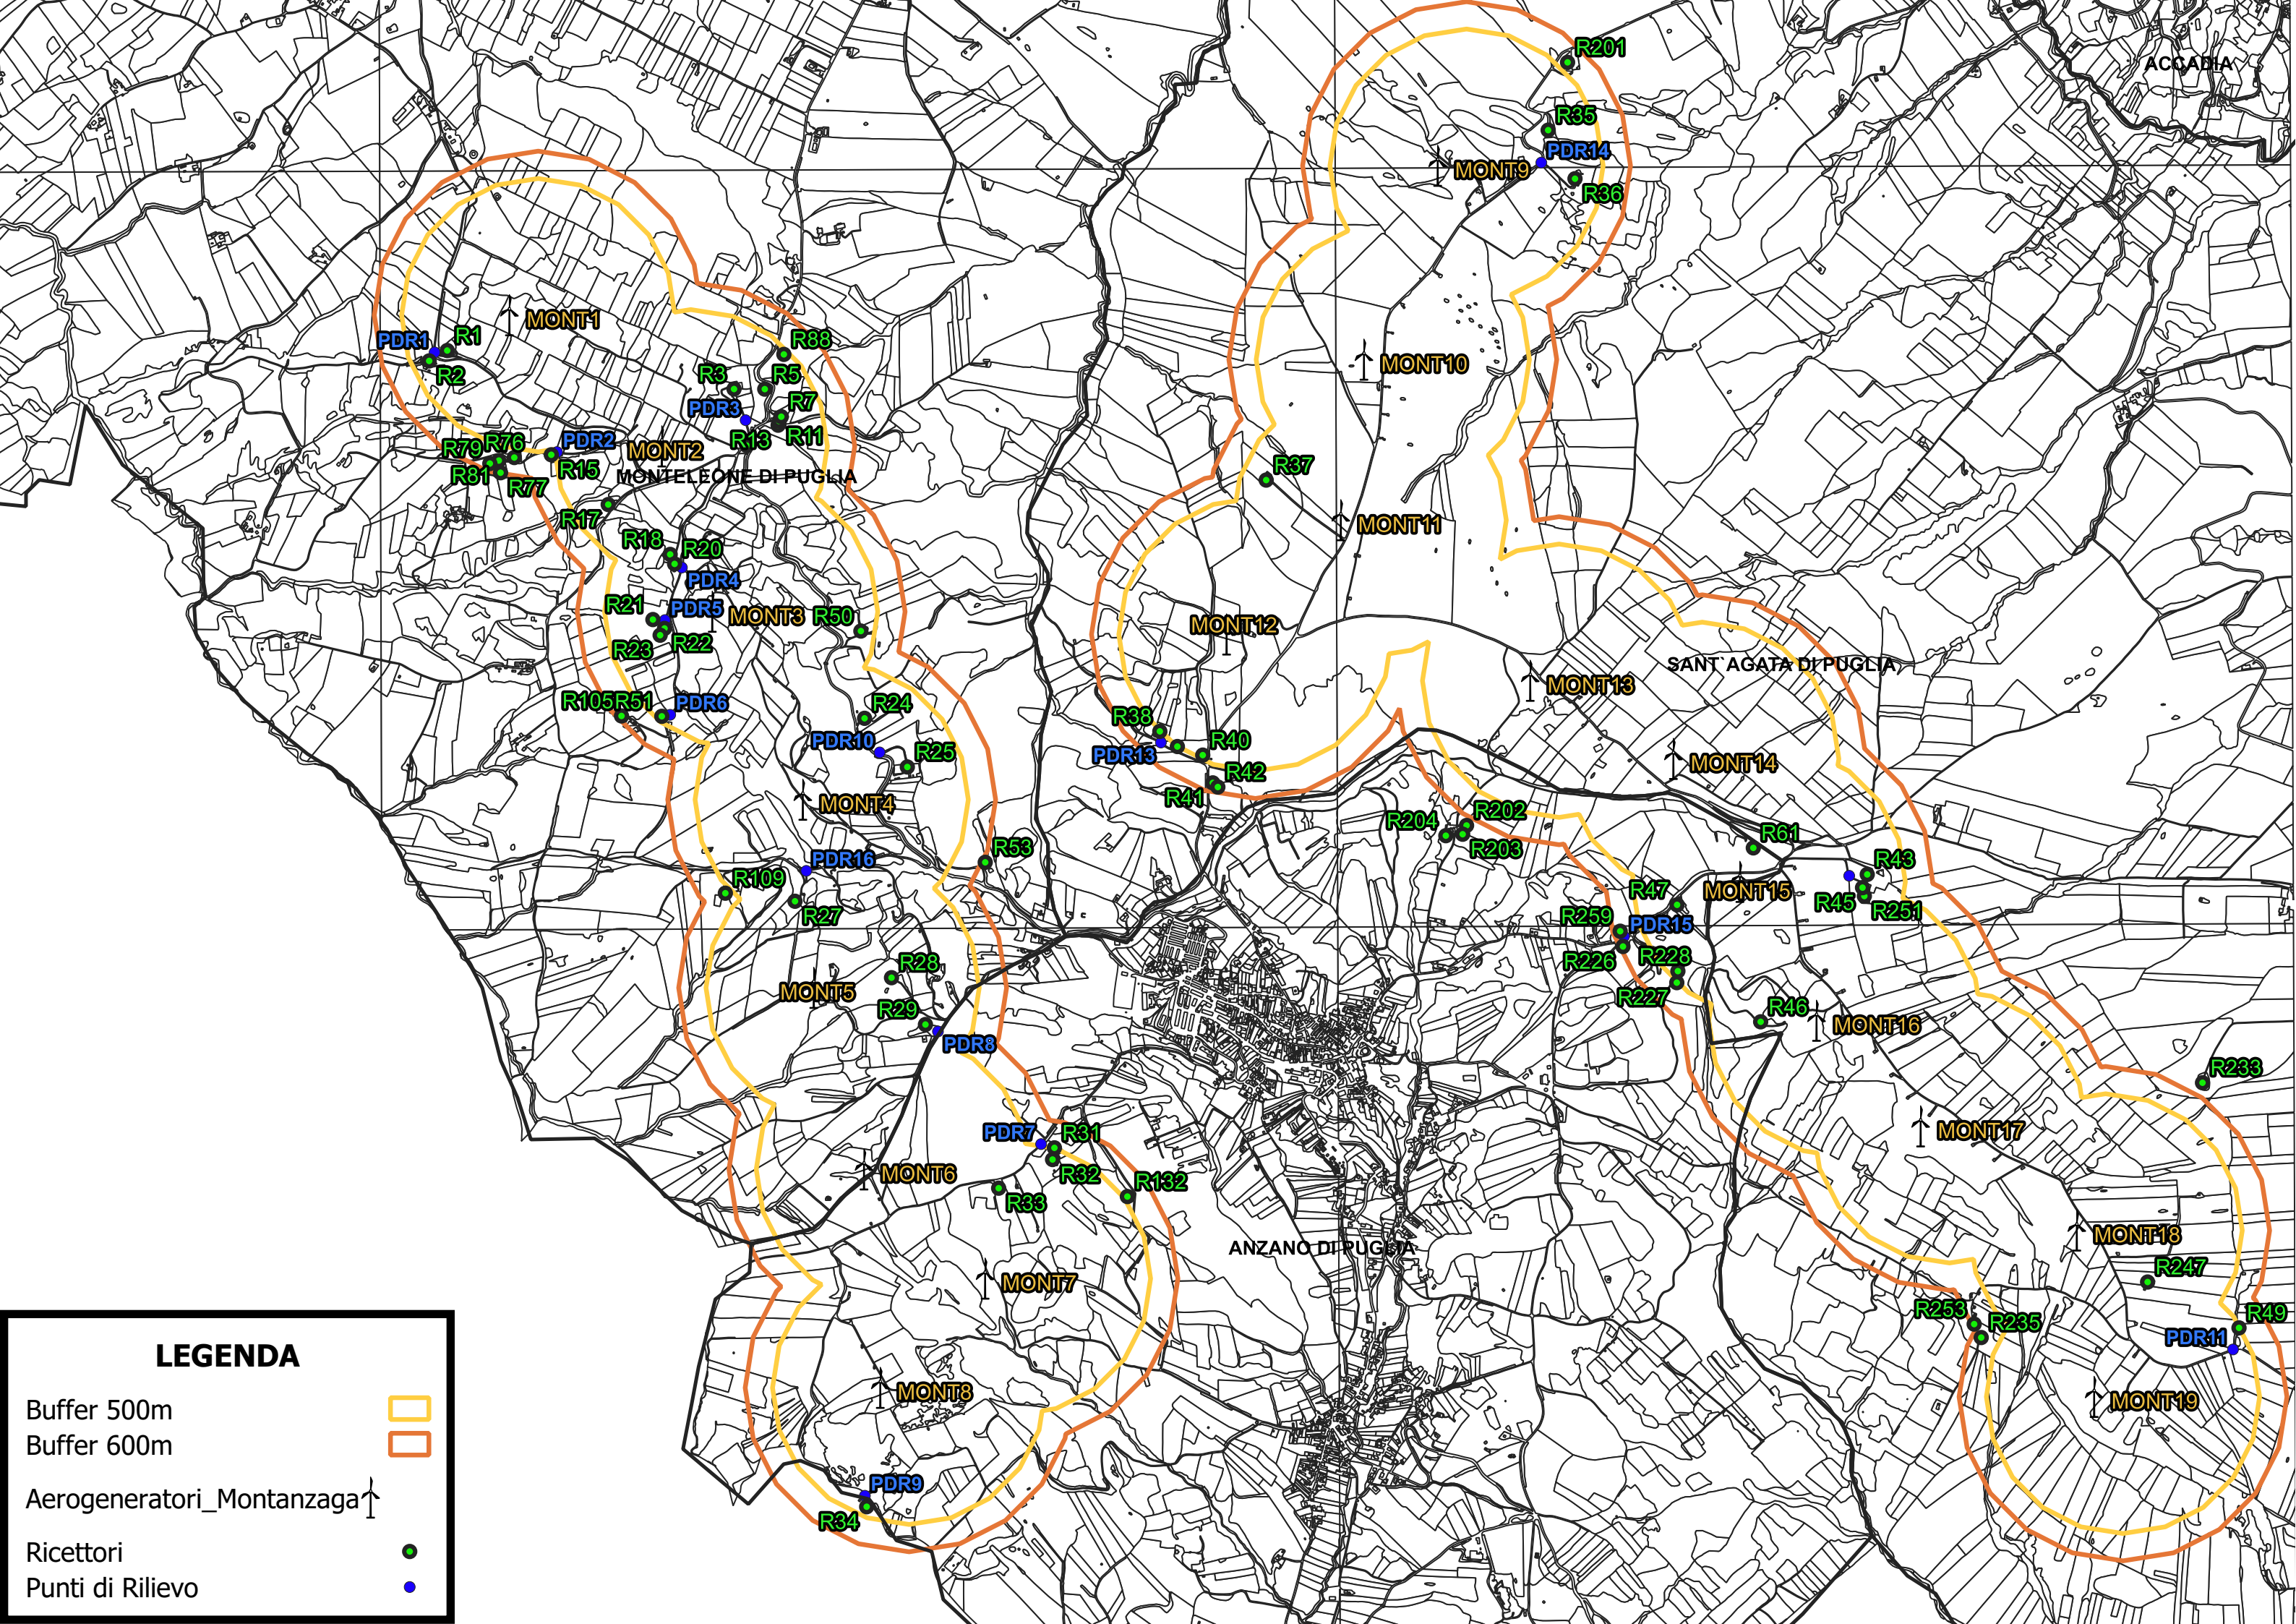 R201
ACCADIA
R35
PDR14
MONT9
R36
MONT1
PDR1
R1
R2
R88
MONT10
R3
R5
PDR3
R7
R13
R11
R79
R76
PDR2
MONT2
R81
R77
R15
MONTELEONE DI PUGLIA
R37
R17
MONT11
R18
R20
PDR4
R21
PDR5
MONT3
R50
R23
R22
MONT12
SANT`AGATA DI PUGLIA
MONT13
R105
R51
PDR6
R24
R38
PDR10
R25
PDR13
R40
MONT14
R42
R41
MONT4
R204
R202
R203
R61
R53
PDR16
R43
R109
R27
R47
MONT15
R45
R251
R259
PDR15
R226
R228
R28
MONT5
R227
R29
PDR8
R46
MONT16
R233
PDR7
R31
R32
MONT17
MONT6
R33
R132
MONT18
ANZANO DI PUGLIA
MONT7
R247
R253
R235
R49
PDR11
MONT8
MONT19
PDR9
R34
LEGENDA
Buffer 500m
Buffer 600m
Aerogeneratori_Montanzaga
Ricettori
Punti di Rilievo